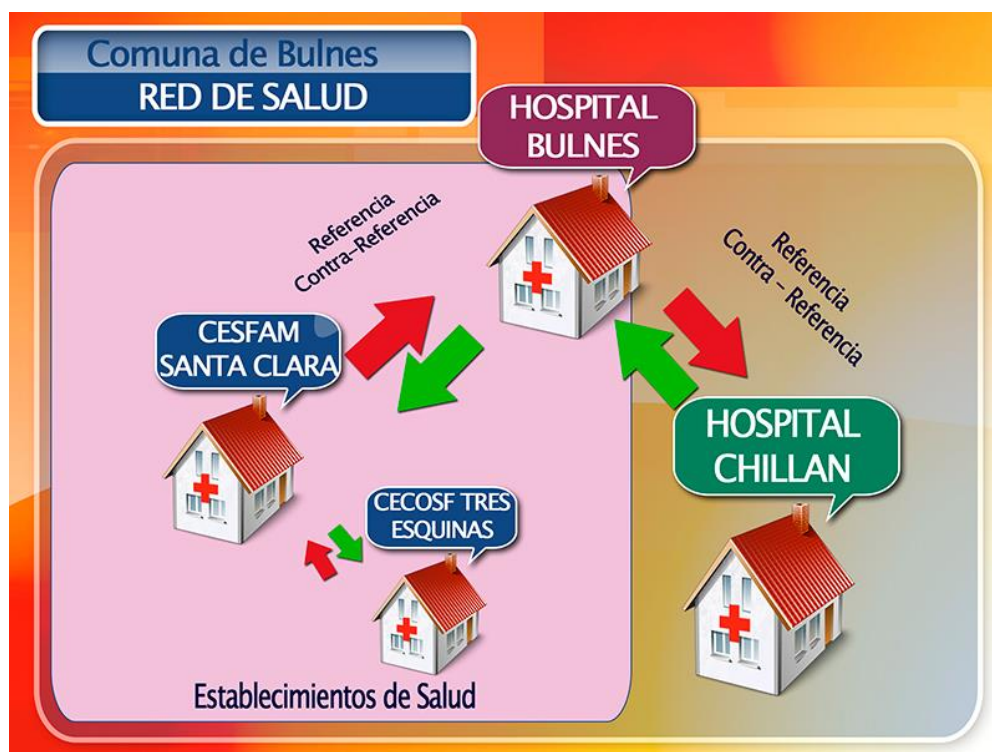 Comuna de Bulnes
RED DE SALUD
HOSPITAL
BULNES
Referencia
Contra-Referencia
Referencia
Contra - Referencia
CESFAM
SANTA CLARA
HOSPITAL
CHILLAN
CECOSF TRES
ESQUINAS
Establecimientos de Salud